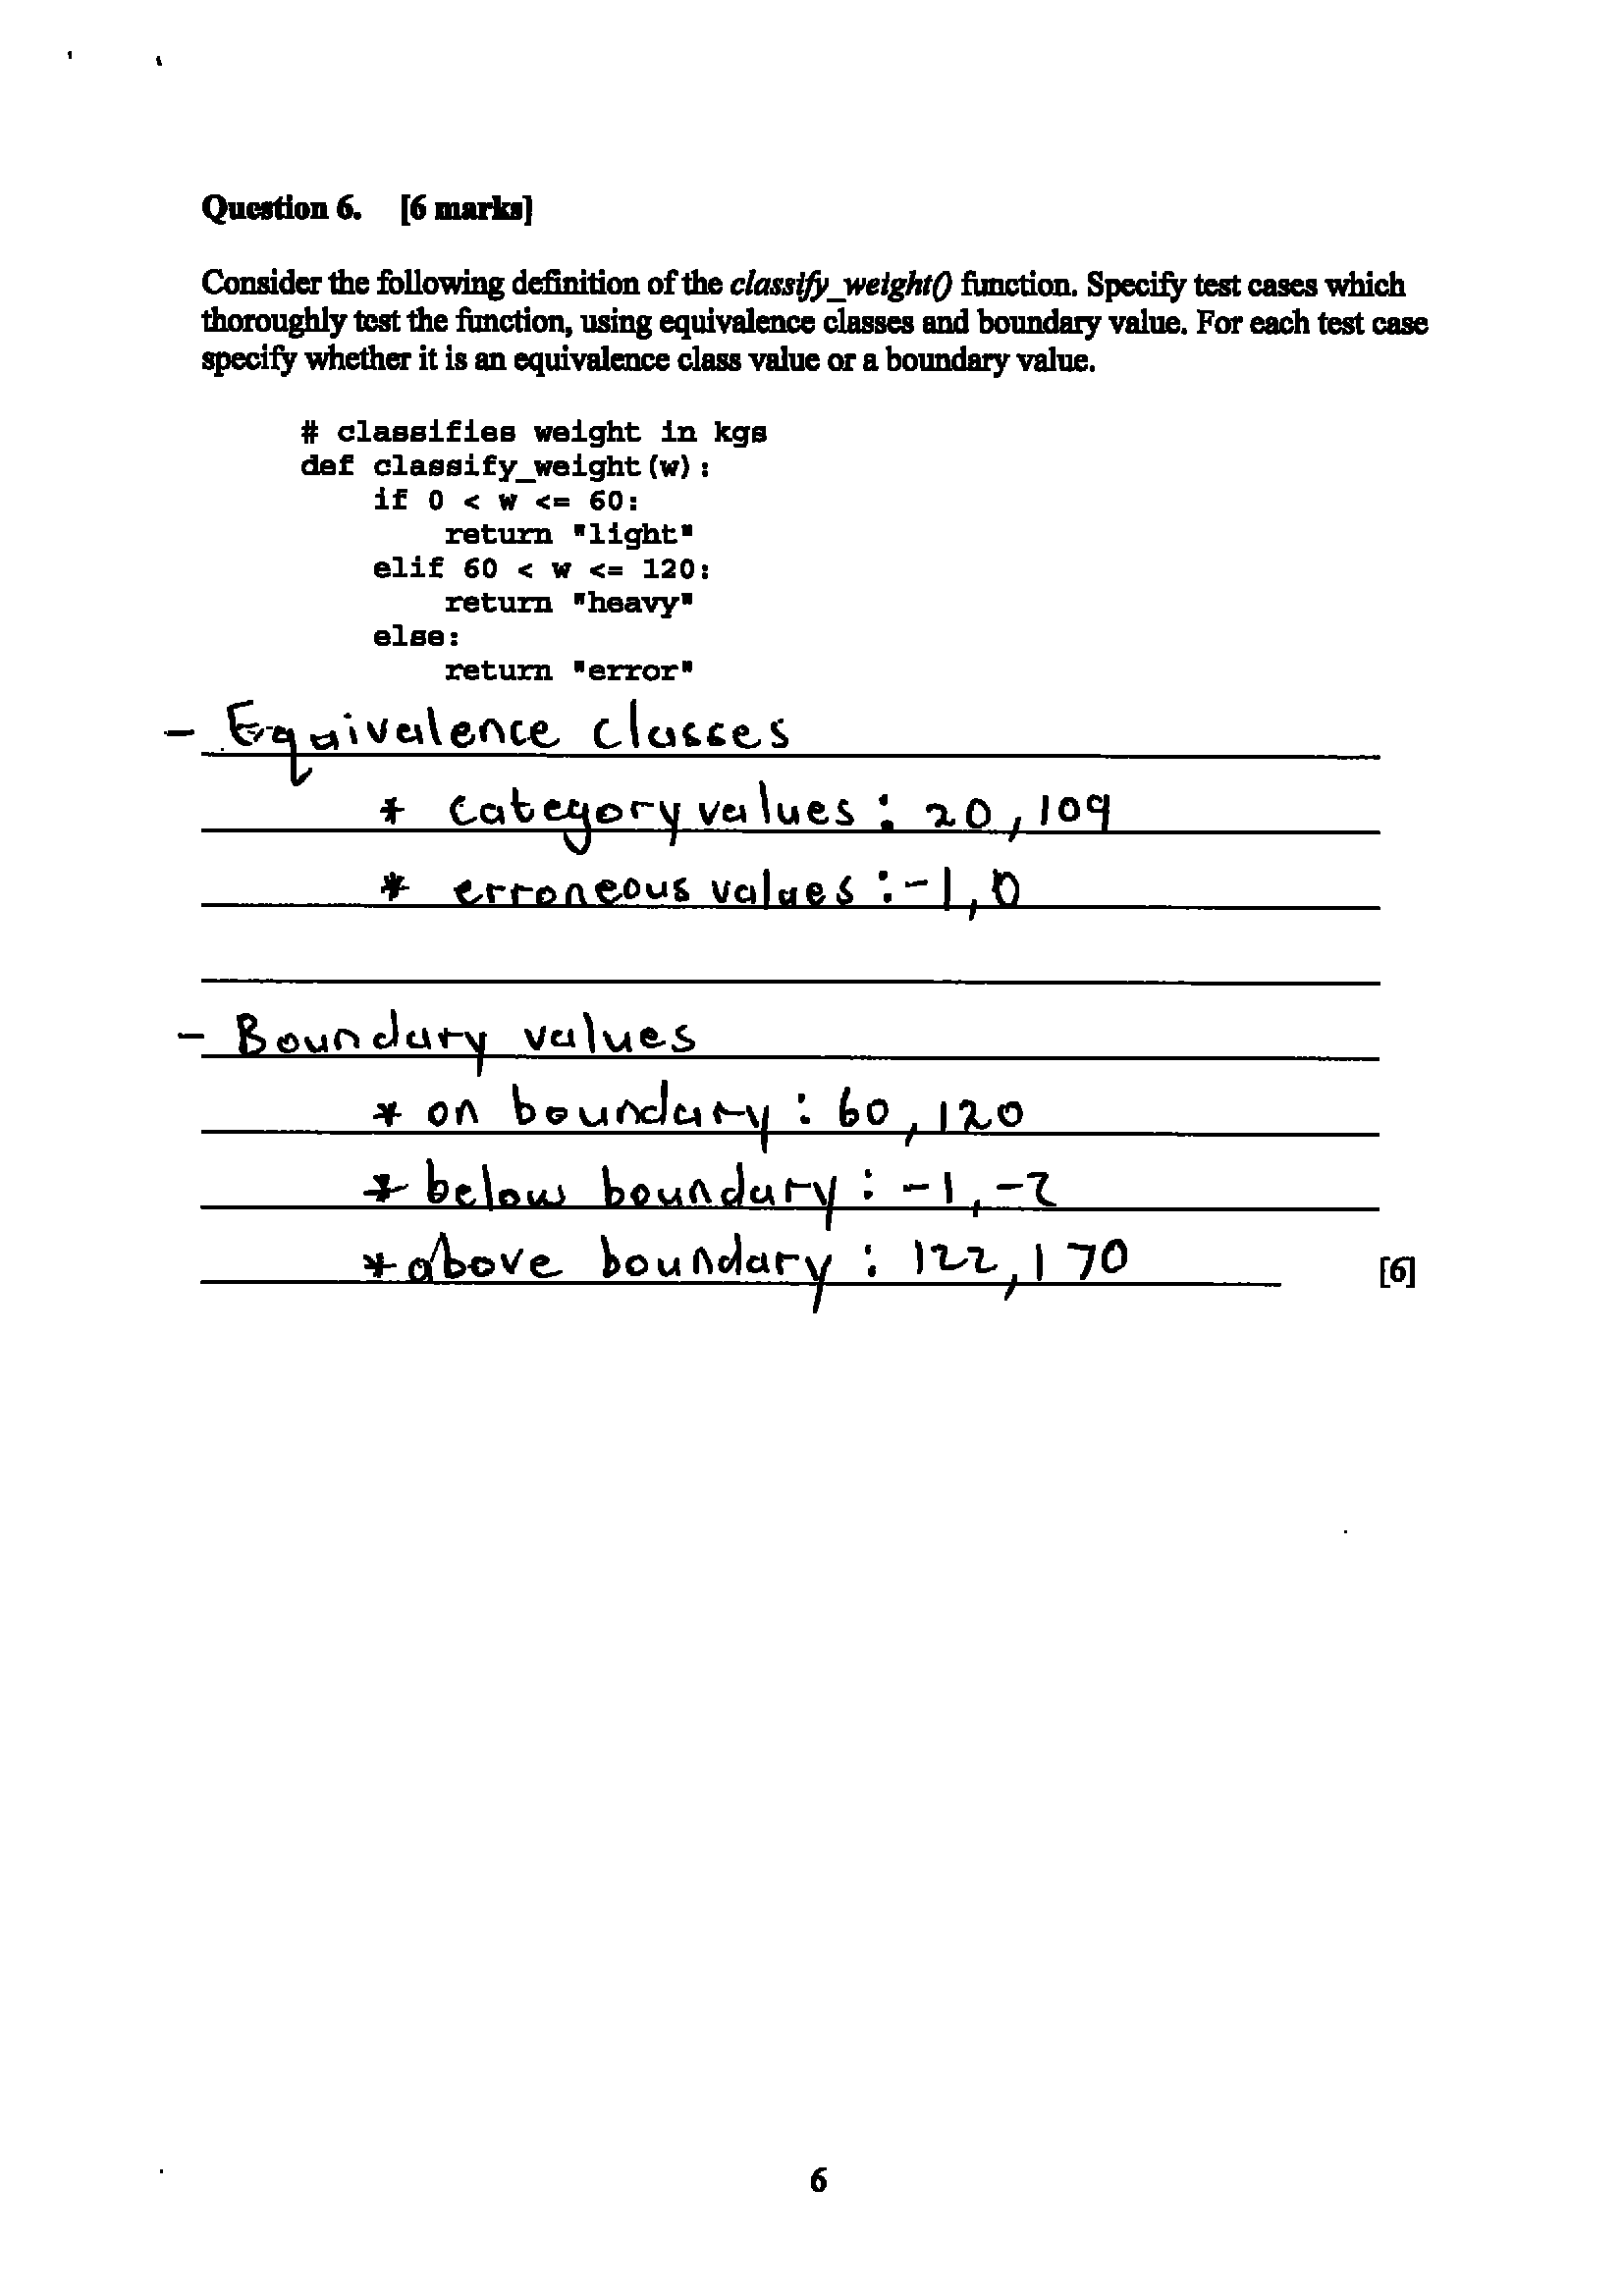 Question 6. [6 marks]
Consider the following definition of the classify_weight() function. Specify test cases which
thoroughly test the function, using equivalence classes and boundary value. For each test case
specify whether it is an equivalence class value or a boundary value.
# classifies weight in kgs
def classify_weight(w):
    if 0 < w <= 60:
        return "light"
    elif 60 < w <= 120:
        return "heavy"
    else:
        return "error"
- Equivalence classes
* category values : 20, 109
* erroneous values : -1, 0
- Boundary values
* on boundary : 60, 120
* below boundary : -1, -2
* above boundary : 122, 170
[6]
6